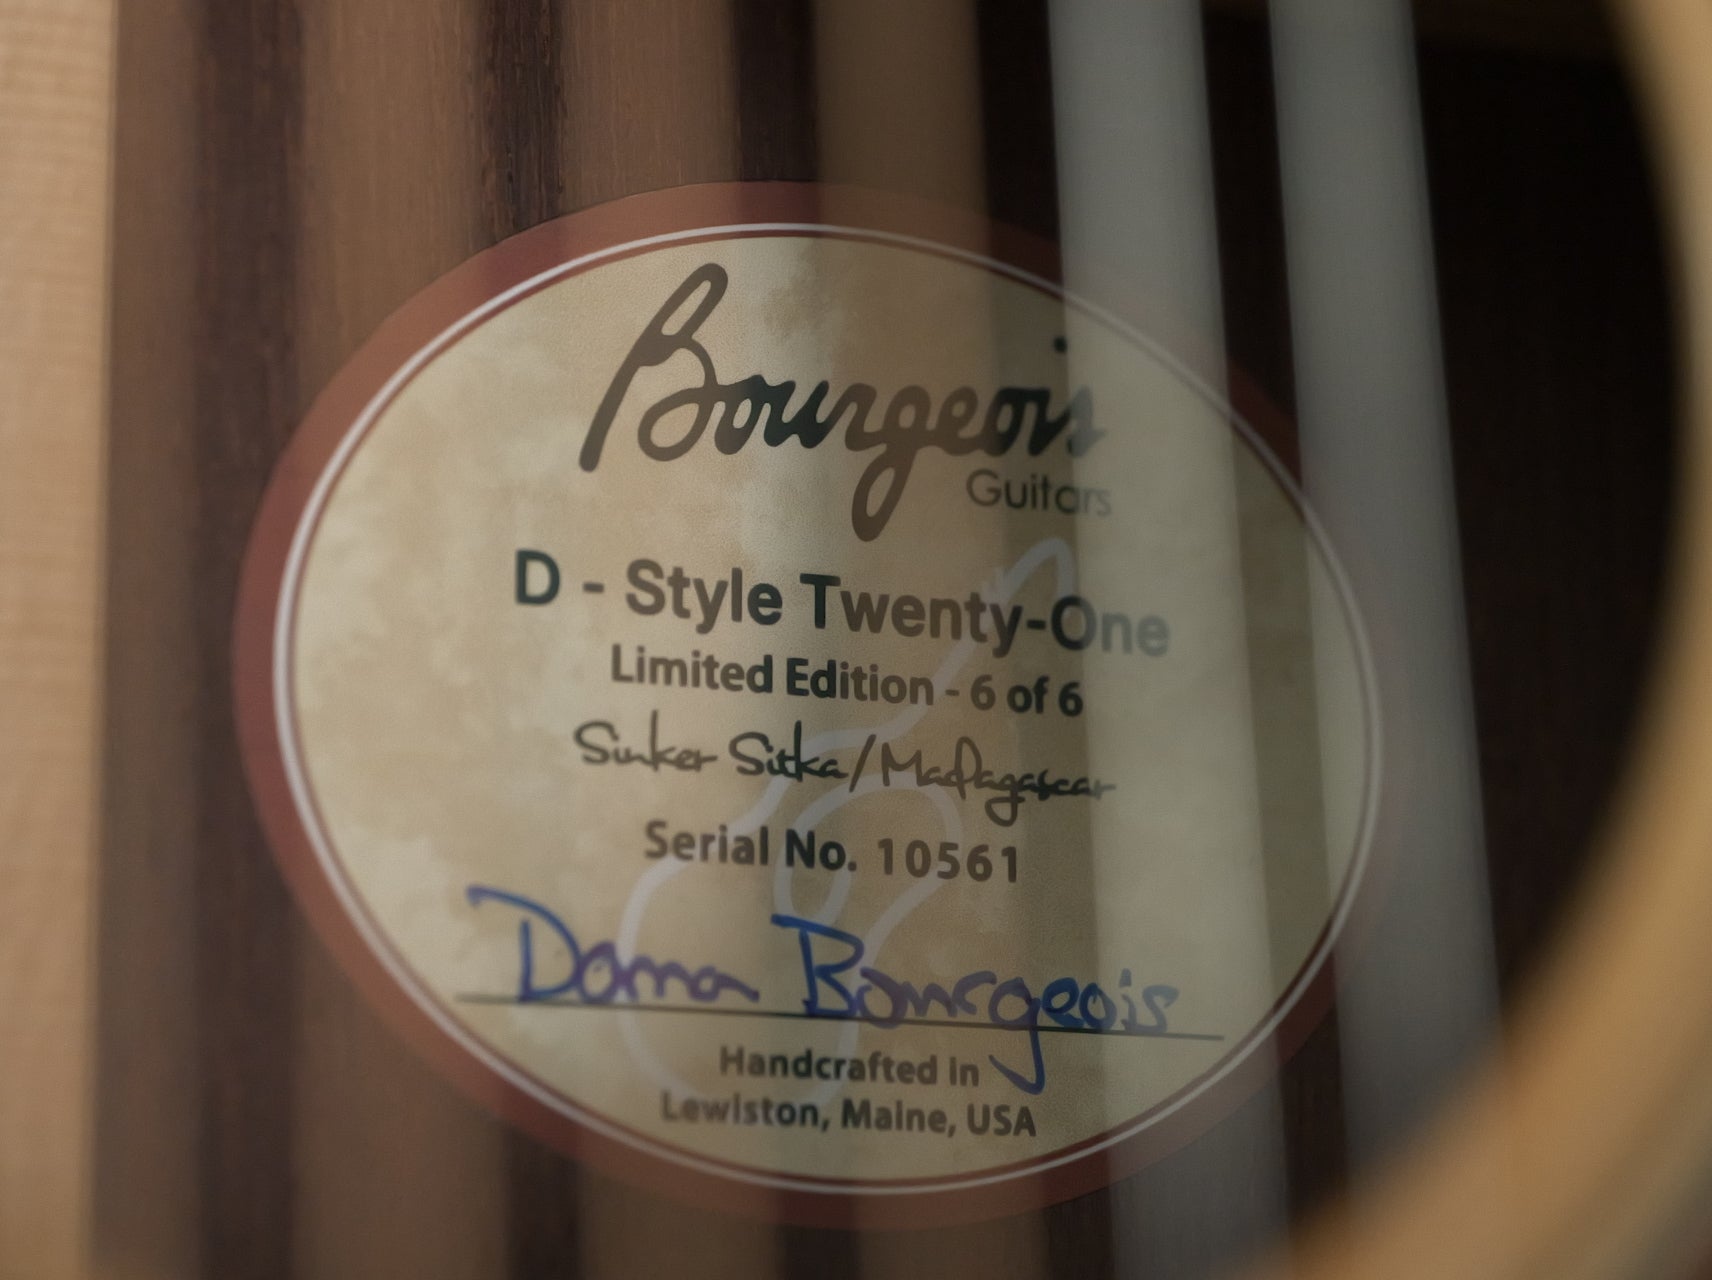 Bourgeois
Guitars
D - Style Twenty-One
Limited Edition - 6 of 6
Sinker Sitka/Madagascar
Serial No. 10561
Dana Bourgeois
Handcrafted in
Lewiston, Maine, USA